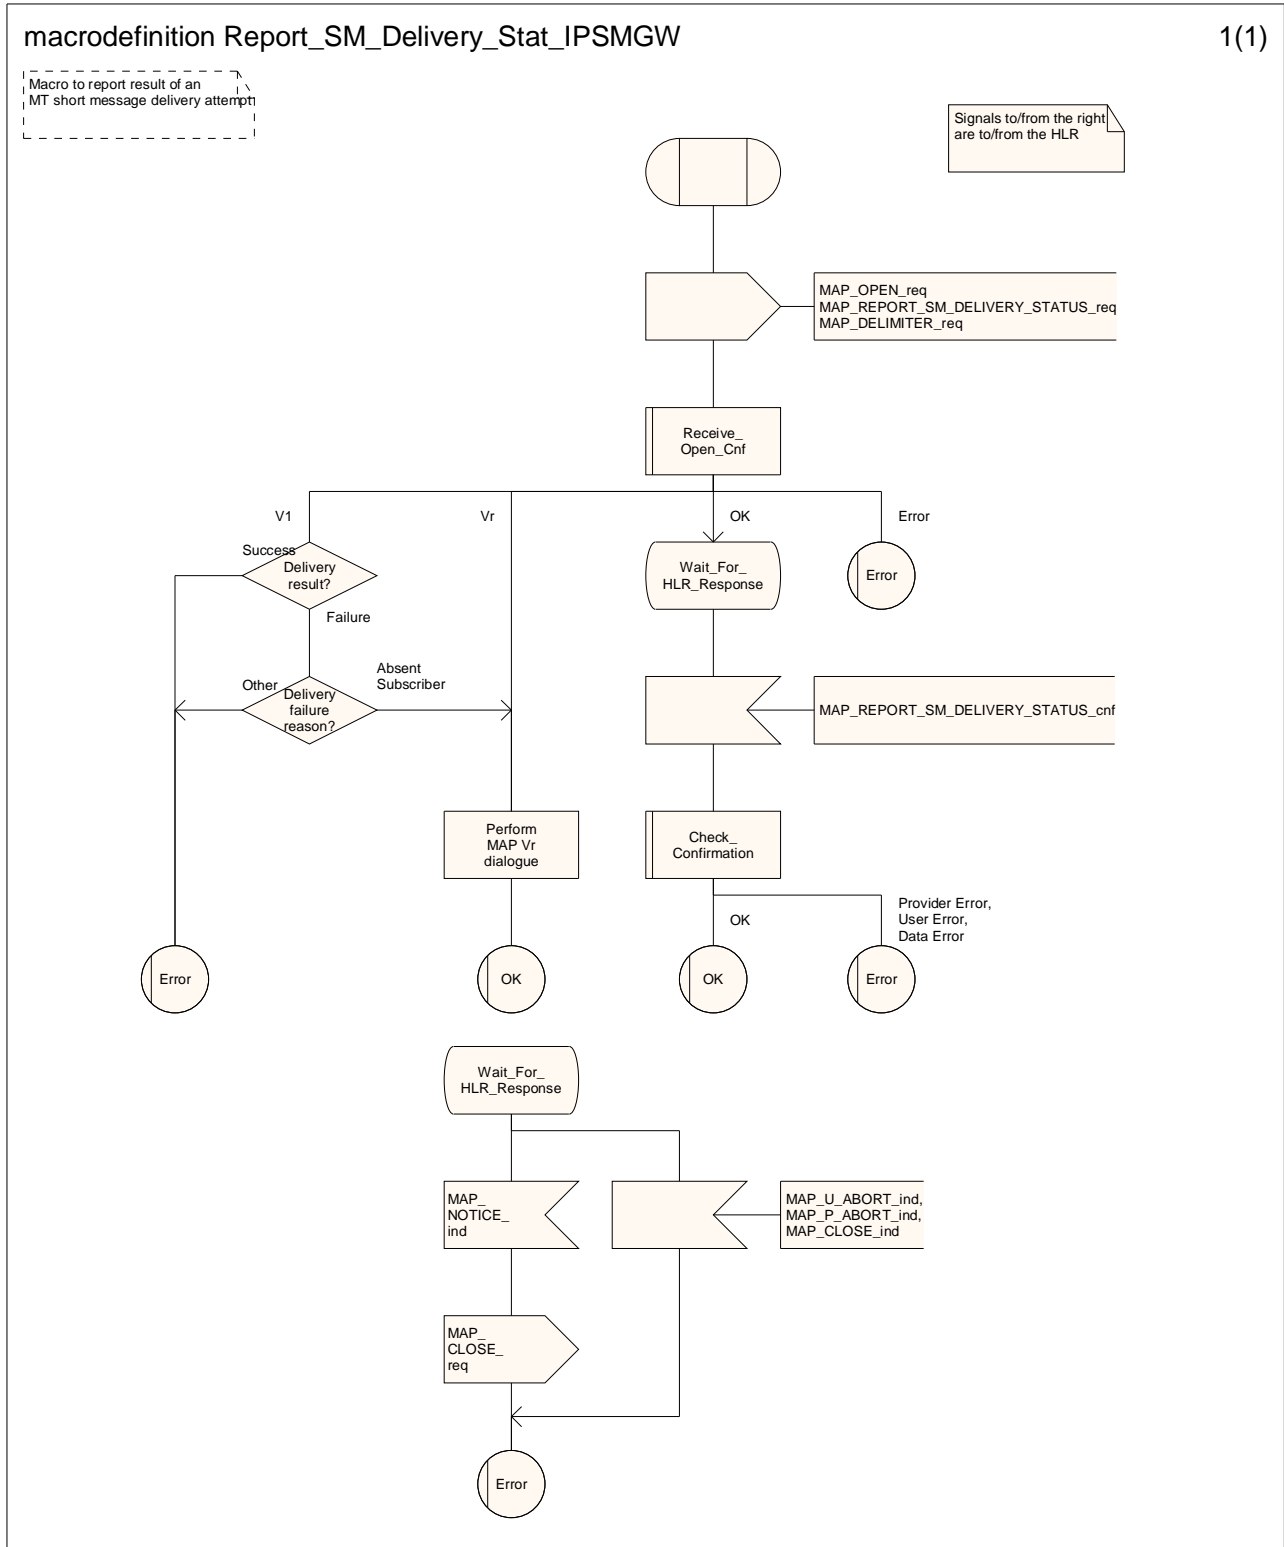 macrodefinition Report_SM_Delivery_Stat_IPSMGW
1(1)
Macro to report result of an
MT short message delivery attempt
Signals to/from the right
are to/from the HLR
MAP_OPEN_req
MAP_REPORT_SM_DELIVERY_STATUS_req
MAP_DELIMITER_req
Receive_
Open_Cnf
V1
Vr
OK
Error
Success
Delivery
result?
Wait_For_
HLR_Response
Error
Failure
Absent
Subscriber
Other
Delivery
failure
reason?
MAP_REPORT_SM_DELIVERY_STATUS_cnf
Perform
MAP Vr
dialogue
Check_
Confirmation
OK
Provider Error,
User Error,
Data Error
Error
OK
OK
Error
Wait_For_
HLR_Response
MAP_
NOTICE_
ind
MAP_U_ABORT_ind,
MAP_P_ABORT_ind,
MAP_CLOSE_ind
MAP_
CLOSE_
req
Error